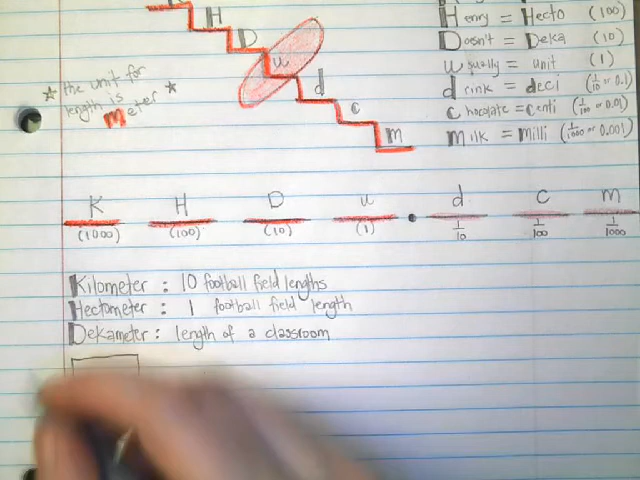 H
D
u
d
c
m
☆ the unit for ☆
length is
meter
Henry = Hecto (100)
Doesn't = Deka (10)
usually = unit (1)
drink = deci (1/10 or 0.1)
chocolate = centi (1/100 or 0.01)
milk = milli (1/1000 or .001)
K H D u . d c m
(1000) (100) (10) (1) 1/10 1/100 1/1000
Kilometer : 10 football field lengths
Hectometer : 1 football field length
Dekameter : length of a classroom